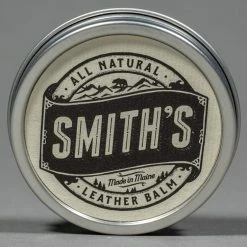 ALL NATURAL
SMITH'S
Made in Maine
LEATHER BALM